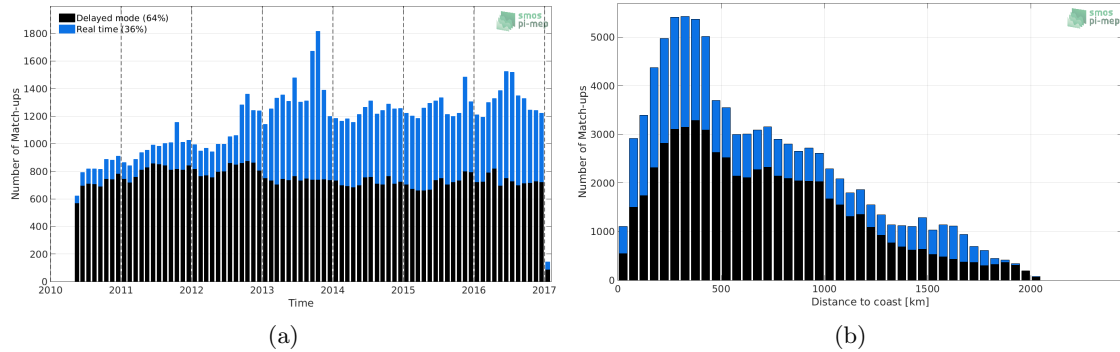 Delayed mode (64%)
Real time (36%)
smos
pi-mep
Number of Match-ups
1800
1600
1400
1200
1000
800
600
400
200
0
2010
2011
2012
2013
2014
2015
2016
2017
Time
(a)
smos
pi-mep
Number of Match-ups
5000
4000
3000
2000
1000
0
0
500
1000
1500
2000
Distance to coast [km]
(b)